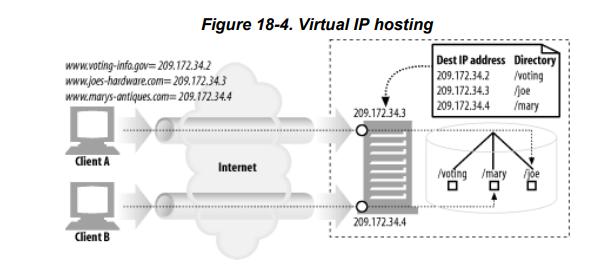 Figure 18-4. Virtual IP hosting
www.voting-info.gov= 209.172.34.2
www.joes-hardware.com= 209.172.34.3
www.marys-antiques.com= 209.172.34.4
Dest IP address Directory
209.172.34.2 /voting
209.172.34.3 /joe
209.172.34.4 /mary
209.172.34.3
Client A
Internet
/voting /mary /joe
Client B
209.172.34.4